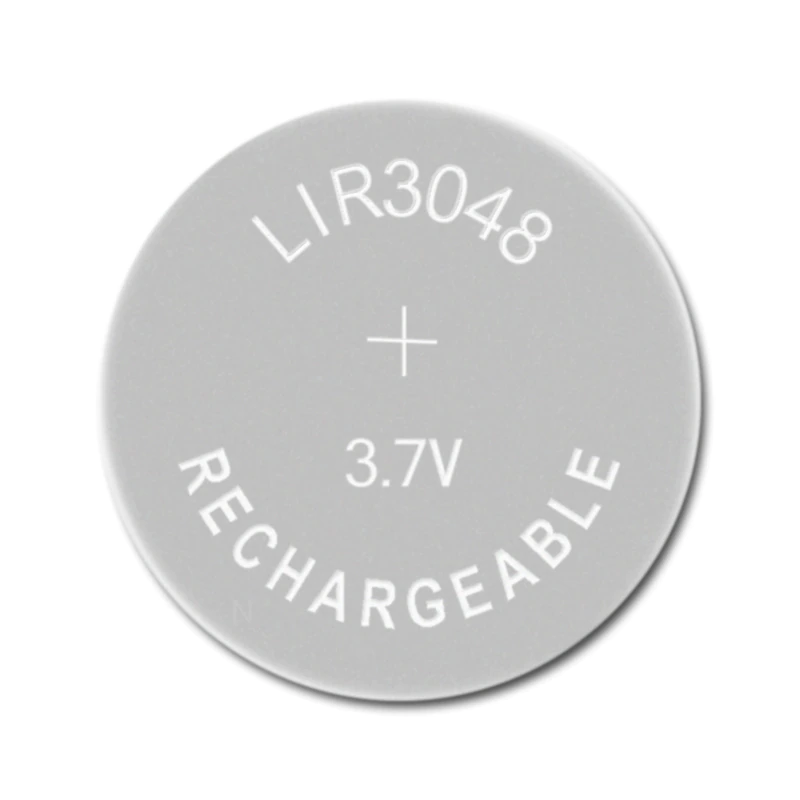 LIR3048
+
3.7V
RECHARGEABLE